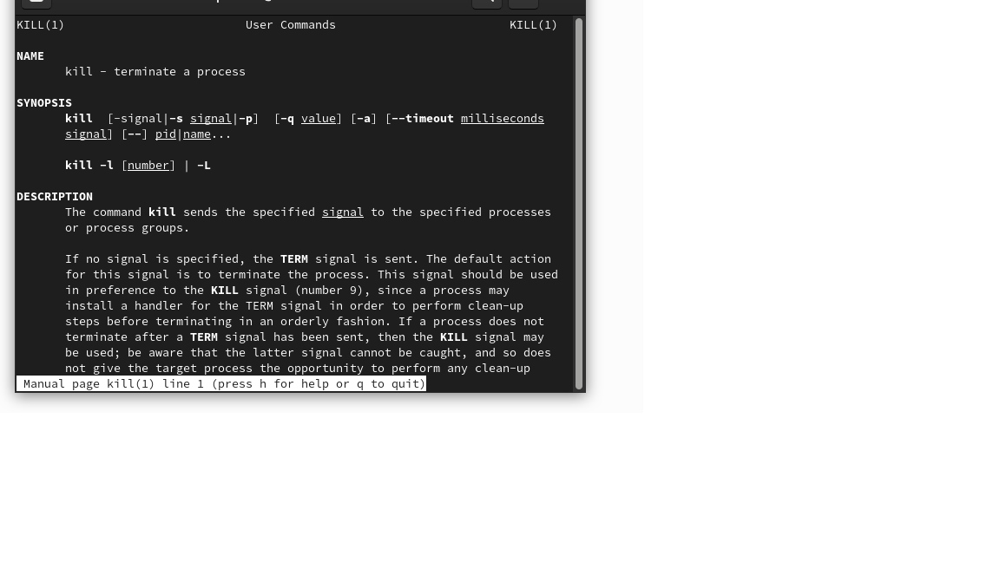 KILL(1) User Commands KILL(1)
NAME
kill - terminate a process
SYNOPSIS
kill [-signal|-s signal|-p] [-q value] [-a] [--timeout milliseconds
signal] [--] pid|name...
kill -l [number] | -L
DESCRIPTION
The command kill sends the specified signal to the specified processes
or process groups.
If no signal is specified, the TERM signal is sent. The default action
for this signal is to terminate the process. This signal should be used
in preference to the KILL signal (number 9), since a process may
install a handler for the TERM signal in order to perform clean-up
steps before terminating in an orderly fashion. If a process does not
terminate after a TERM signal has been sent, then the KILL signal may
be used; be aware that the latter signal cannot be caught, and so does
not give the target process the opportunity to perform any clean-up
Manual page kill(1) line 1 (press h for help or q to quit)